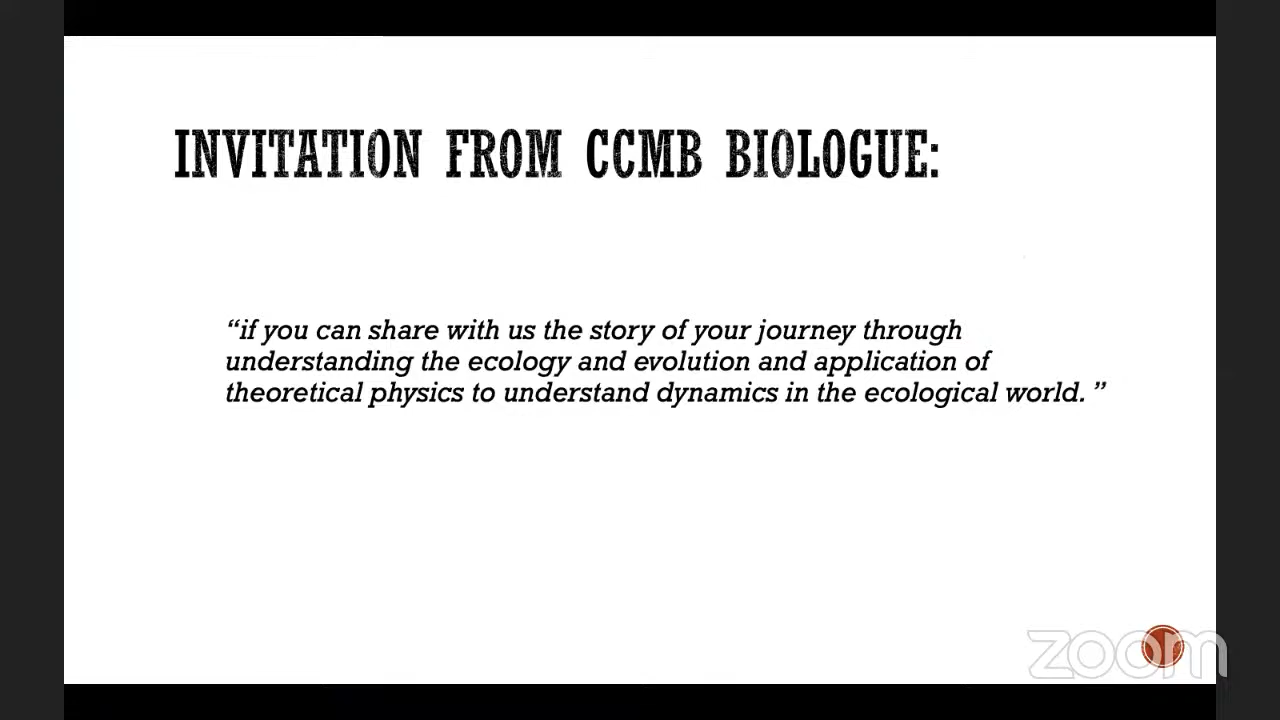 INVITATION FROM CCMB BIOLOGUE:
“if you can share with us the story of your journey through
understanding the ecology and evolution and application of
theoretical physics to understand dynamics in the ecological world. ”
zoom